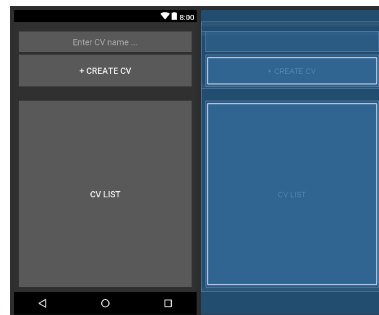 8:00
Enter CV name ...
+ CREATE CV
+ CREATE CV
CV LIST
CV LIST